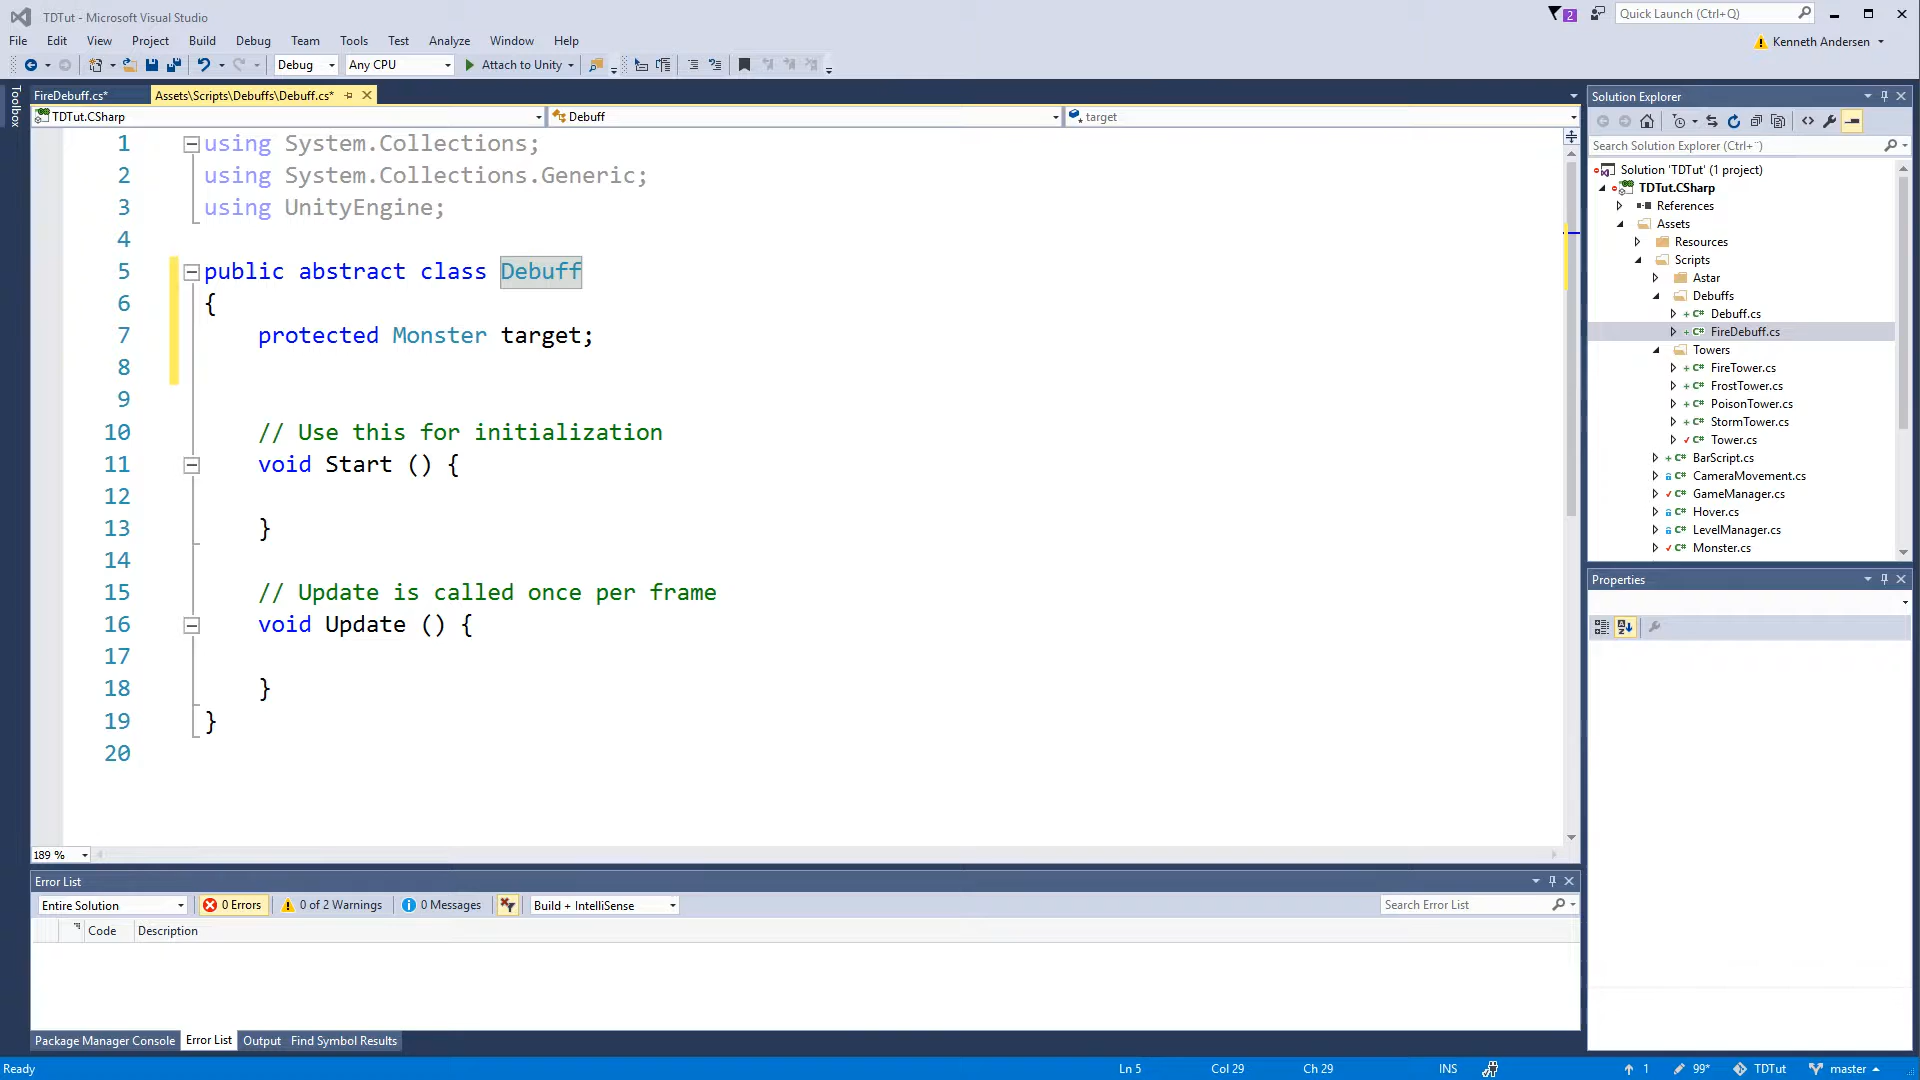 TDTut - Microsoft Visual Studio
2
Quick Launch (Ctrl+Q)
File Edit View Project Build Debug Team Tools Test Analyze Window Help
Kenneth Andersen
Debug
Any CPU
Attach to Unity
Toolbox
FireDebuff.cs*
Assets\Scripts\Debuffs\Debuff.cs*
TDTut.CSharp
Debuff
target
1 using System.Collections;
2 using System.Collections.Generic;
3 using UnityEngine;
4
5 public abstract class Debuff
6 {
7 protected Monster target;
8
9
10 // Use this for initialization
11 void Start () {
12
13 }
14
15 // Update is called once per frame
16 void Update () {
17
18 }
19 }
20
189 %
Solution Explorer
Search Solution Explorer (Ctrl+¨)
Solution 'TDTut' (1 project)
TDTut.CSharp
References
Assets
Resources
Scripts
Astar
Debuffs
Debuff.cs
FireDebuff.cs
Towers
FireTower.cs
FrostTower.cs
PoisonTower.cs
StormTower.cs
Tower.cs
BarScript.cs
CameraMovement.cs
GameManager.cs
Hover.cs
LevelManager.cs
Monster.cs
Properties
Error List
Entire Solution
0 Errors
0 of 2 Warnings
0 Messages
Build + IntelliSense
Search Error List
Code Description
Package Manager Console Error List Output Find Symbol Results
Ready
Ln 5 Col 29 Ch 29 INS
1 99* TDTut master